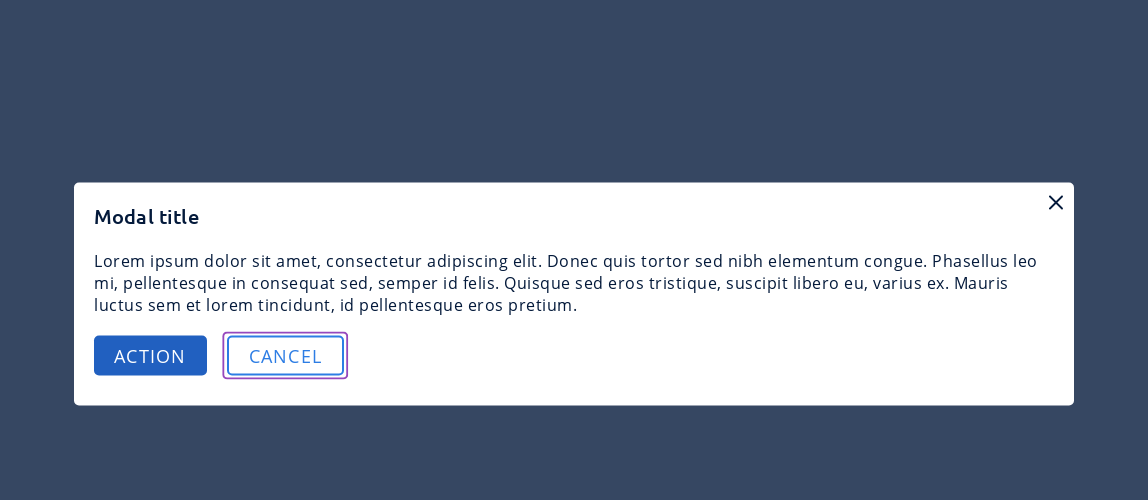 Modal title
Lorem ipsum dolor sit amet, consectetur adipiscing elit. Donec quis tortor sed nibh elementum congue. Phasellus leo
mi, pellentesque in consequat sed, semper id felis. Quisque sed eros tristique, suscipit libero eu, varius ex. Mauris
luctus sem et lorem tincidunt, id pellentesque eros pretium.
ACTION CANCEL